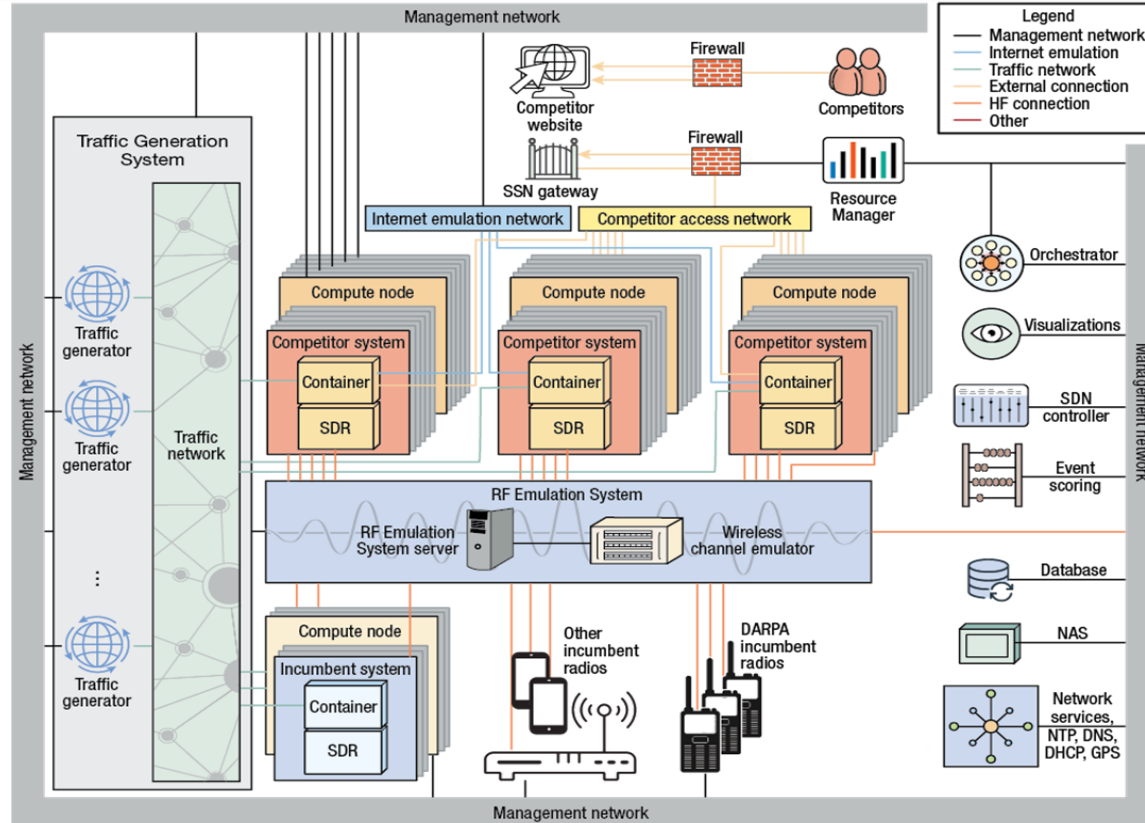 Management network
Legend
Management network
Internet emulation
Traffic network
External connection
HF connection
Other
Firewall
Competitor
website
Competitors
Firewall
SSN gateway
Resource
Manager
Traffic Generation
System
Internet emulation network
Competitor access network
Orchestrator
Compute node
Compute node
Compute node
Traffic
generator
Visualizations
Competitor system
Competitor system
Competitor system
Container
Container
Container
Management network
Management network
SDN
controller
SDR
SDR
SDR
Traffic
generator
Traffic
network
Event
scoring
RF Emulation System
RF Emulation
System server
Wireless
channel emulator
Database
...
Compute node
Other
incumbent
radios
DARPA
incumbent
radios
NAS
Incumbent system
Traffic
generator
Container
SDR
Network
services,
NTP, DNS,
DHCP, GPS
Management network